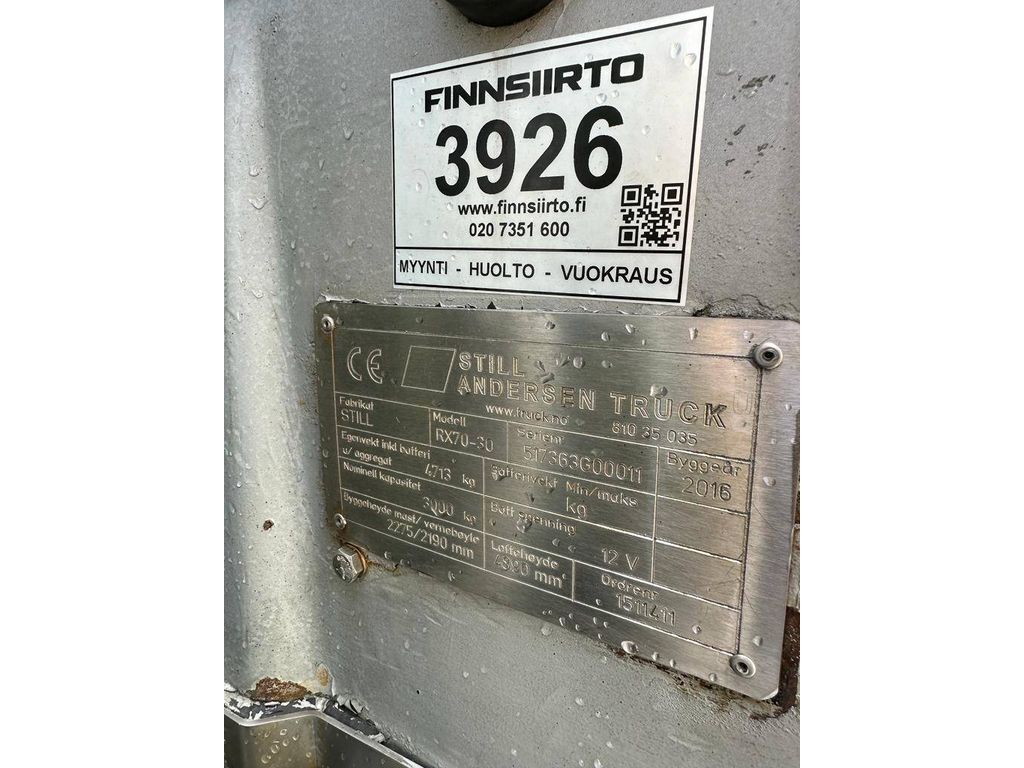 FINNSIIRTO
3926
www.finnsiirto.fi
020 7351 600
MYYNTI - HUOLTO - VUOKRAUS
CE
STILL
ANDERSEN TRUCK
www.truck.no 810 35 035
Fabrikat
STILL
Modell
RX70-30
Serienr
517363G00011
Byggeår
2016
Egenvekt inkl batteri
u/ aggregat 4713 kg
Batterivekt Min/maks
kg
Nominell kapasitet
3000 kg
Batt spenning
12 V
Byggehøyde mast/ vernebøyle
2275/2190 mm
Løftehøyde
mm
Ordrenr
1511411